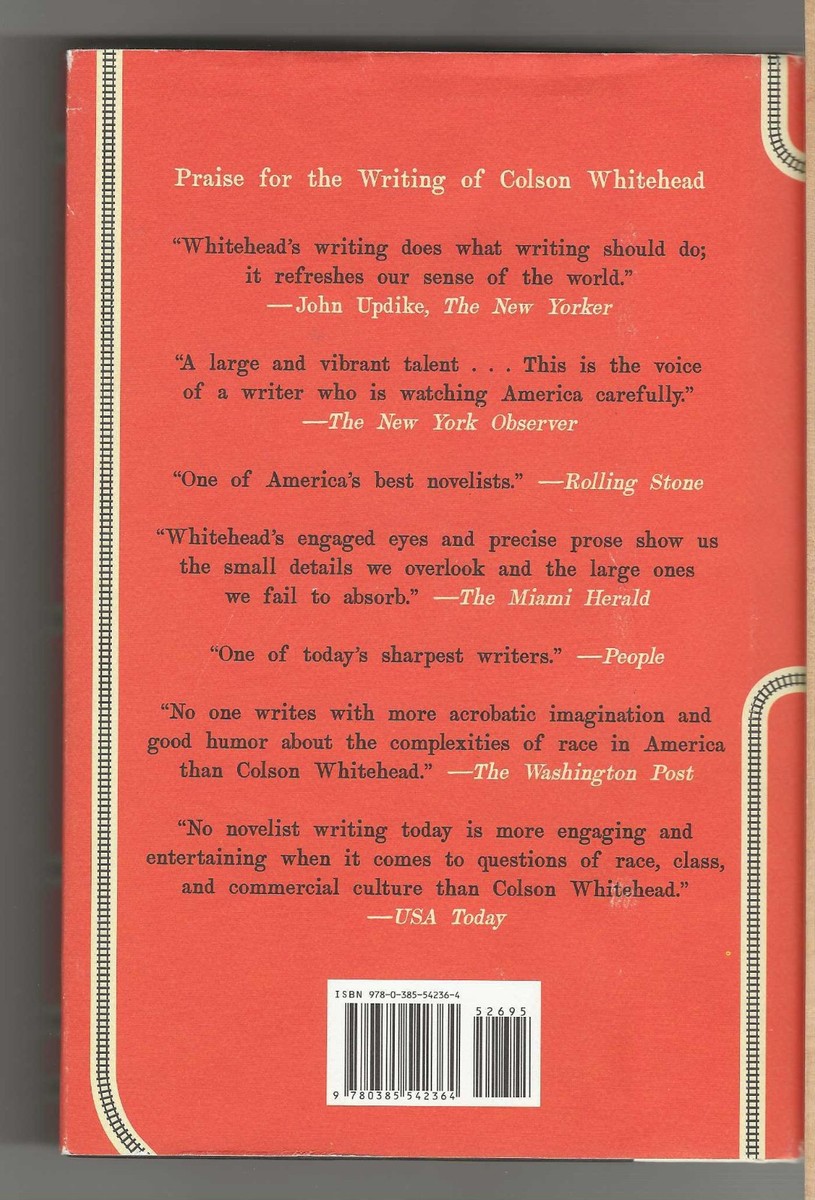 Praise for the Writing of Colson Whitehead
“Whitehead’s writing does what writing should do;
it refreshes our sense of the world.”
—John Updike, The New Yorker
“A large and vibrant talent . . . This is the voice
of a writer who is watching America carefully.”
—The New York Observer
“One of America’s best novelists.” —Rolling Stone
“Whitehead’s engaged eyes and precise prose show us
the small details we overlook and the large ones
we fail to absorb.” —The Miami Herald
“One of today’s sharpest writers.” —People
“No one writes with more acrobatic imagination and
good humor about the complexities of race in America
than Colson Whitehead.” —The Washington Post
“No novelist writing today is more engaging and
entertaining when it comes to questions of race, class,
and commercial culture than Colson Whitehead.”
—USA Today
ISBN 978-0-385-54236-4
52695
9 780385 542364